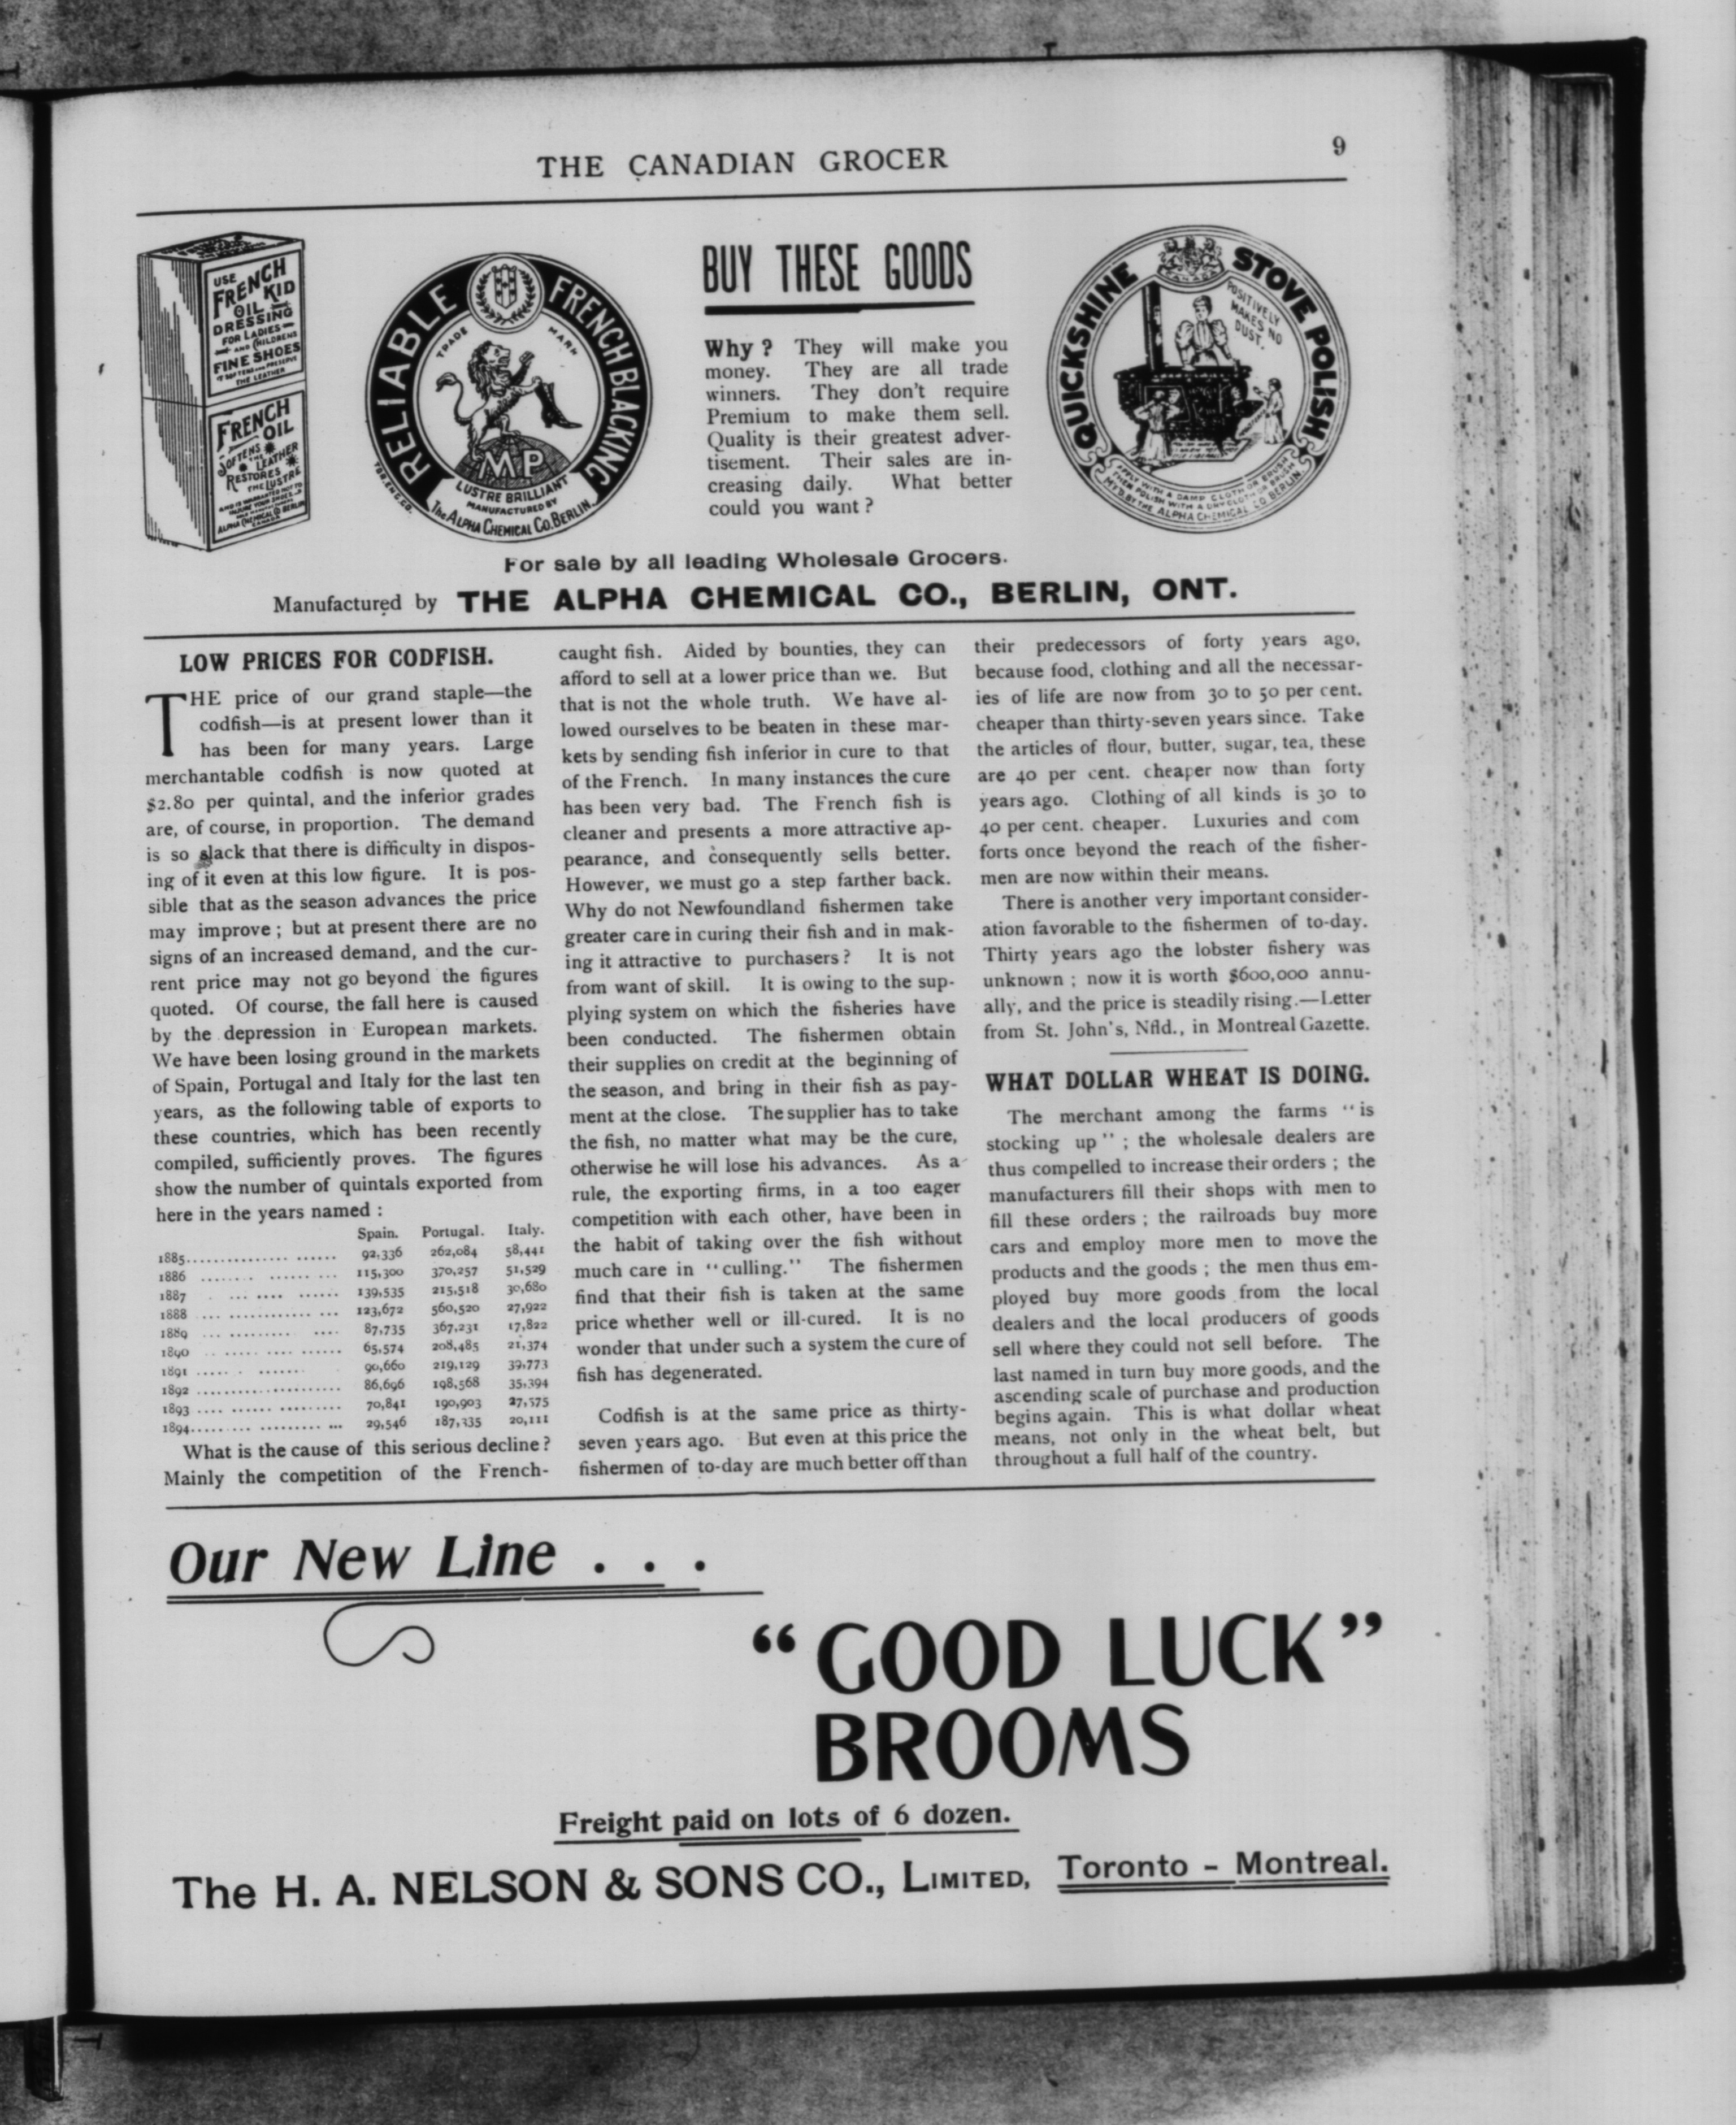 THE CANADIAN GROCER
9
USE
FRENCH
OIL KID
DRESSING
FOR LADIES
AND CHILDRENS
FINE SHOES
IT SOFTENS AND PRESERVES
THE LEATHER
FRENCH
OIL
SOFTENS
THE LEATHER
RESTORES
THE LUSTRE
ALPHA CHEMICAL CO BERLIN
CANADA
RELIABLE FRENCH BLACKING
TRADE MARK
MP
LUSTRE BRILLIANT
MANUFACTURED BY
THE ALPHA CHEMICAL CO. BERLIN.
TOR. ENG. CO.
BUY THESE GOODS
Why ? They will make you
money. They are all trade
winners. They don't require
Premium to make them sell.
Quality is their greatest adver-
tisement. Their sales are in-
creasing daily. What better
could you want ?
QUICKSHINE STOVE POLISH
POSITIVELY
MAKES NO
DUST.
APPLY WITH A DAMP CLOTH OR BRUSH
THEN POLISH WITH A DRY CLOTH OR BRUSH
M'F'D. BY THE ALPHA CHEMICAL CO. BERLIN.
For sale by all leading Wholesale Grocers.
Manufactured by THE ALPHA CHEMICAL CO., BERLIN, ONT.
LOW PRICES FOR CODFISH.
THE price of our grand staple—the
codfish—is at present lower than it
has been for many years. Large
merchantable codfish is now quoted at
$2.80 per quintal, and the inferior grades
are, of course, in proportion. The demand
is so slack that there is difficulty in dispos-
ing of it even at this low figure. It is pos-
sible that as the season advances the price
may improve ; but at present there are no
signs of an increased demand, and the cur-
rent price may not go beyond the figures
quoted. Of course, the fall here is caused
by the depression in European markets.
We have been losing ground in the markets
of Spain, Portugal and Italy for the last ten
years, as the following table of exports to
these countries, which has been recently
compiled, sufficiently proves. The figures
show the number of quintals exported from
here in the years named :
Spain. Portugal. Italy.
1885 92,336 262,084 58,441
1886 115,300 370,257 51,529
1887 139,535 215,518 30,680
1888 123,672 560,520 27,922
1889 87,735 367,231 17,822
1890 65,574 208,485 21,374
1891 90,660 219,129 39,773
1892 86,696 198,568 35,394
1893 70,841 190,903 27,575
1894 29,546 187,335 20,111
What is the cause of this serious decline ?
Mainly the competition of the French-
caught fish. Aided by bounties, they can
afford to sell at a lower price than we. But
that is not the whole truth. We have al-
lowed ourselves to be beaten in these mar-
kets by sending fish inferior in cure to that
of the French. In many instances the cure
has been very bad. The French fish is
cleaner and presents a more attractive ap-
pearance, and consequently sells better.
However, we must go a step farther back.
Why do not Newfoundland fishermen take
greater care in curing their fish and in mak-
ing it attractive to purchasers ? It is not
from want of skill. It is owing to the sup-
plying system on which the fisheries have
been conducted. The fishermen obtain
their supplies on credit at the beginning of
the season, and bring in their fish as pay-
ment at the close. The supplier has to take
the fish, no matter what may be the cure,
otherwise he will lose his advances. As a
rule, the exporting firms, in a too eager
competition with each other, have been in
the habit of taking over the fish without
much care in "culling." The fishermen
find that their fish is taken at the same
price whether well or ill-cured. It is no
wonder that under such a system the cure of
fish has degenerated.
Codfish is at the same price as thirty-
seven years ago. But even at this price the
fishermen of to-day are much better off than
their predecessors of forty years ago,
because food, clothing and all the necessar-
ies of life are now from 30 to 50 per cent.
cheaper than thirty-seven years since. Take
the articles of flour, butter, sugar, tea, these
are 40 per cent. cheaper now than forty
years ago. Clothing of all kinds is 30 to
40 per cent. cheaper. Luxuries and com
forts once beyond the reach of the fisher-
men are now within their means.
There is another very important consider-
ation favorable to the fishermen of to-day.
Thirty years ago the lobster fishery was
unknown ; now it is worth $600,000 annu-
ally, and the price is steadily rising.—Letter
from St. John's, Nfld., in Montreal Gazette.
WHAT DOLLAR WHEAT IS DOING.
The merchant among the farms "is
stocking up" ; the wholesale dealers are
thus compelled to increase their orders ; the
manufacturers fill their shops with men to
fill these orders ; the railroads buy more
cars and employ more men to move the
products and the goods ; the men thus em-
ployed buy more goods from the local
dealers and the local producers of goods
sell where they could not sell before. The
last named in turn buy more goods, and the
ascending scale of purchase and production
begins again. This is what dollar wheat
means, not only in the wheat belt, but
throughout a full half of the country.
Our New Line . . .
"GOOD LUCK"
BROOMS
Freight paid on lots of 6 dozen.
The H. A. NELSON & SONS CO., LIMITED, Toronto - Montreal.